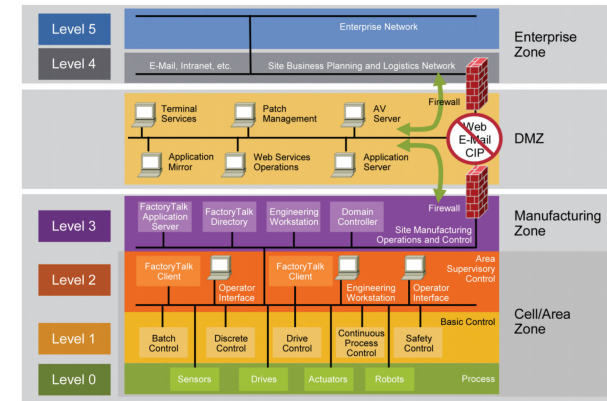 Level 5
Enterprise Network
Enterprise
Zone
Level 4
E-Mail, Intranet, etc.
Site Business Planning and Logistics Network
Firewall
Terminal
Services
Patch
Management
AV
Server
Web
E-Mail
CIP
DMZ
Application
Mirror
Web Services
Operations
Application
Server
Firewall
Level 3
FactoryTalk
Application
Server
FactoryTalk
Directory
Engineering
Workstation
Domain
Controller
Site Manufacturing
Operations and Control
Manufacturing
Zone
Level 2
FactoryTalk
Client
Operator
Interface
FactoryTalk
Client
Engineering
Workstation
Operator
Interface
Area
Supervisory
Control
Cell/Area
Zone
Level 1
Basic Control
Batch
Control
Discrete
Control
Drive
Control
Continuous
Process
Control
Safety
Control
Level 0
Sensors
Drives
Actuators
Robots
Process